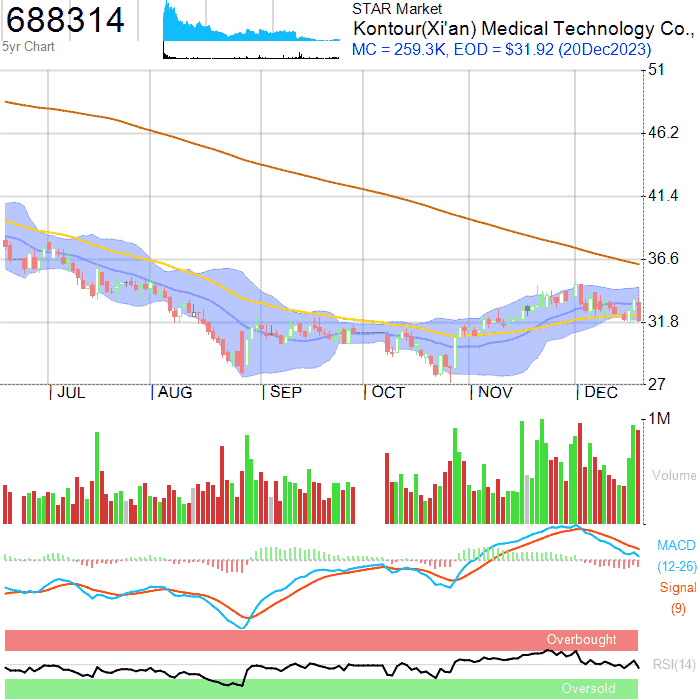 688314
5yr Chart
STAR Market
Kontour(Xi'an) Medical Technology Co.,
MC = 259.3K, EOD = $31.92 (20Dec2023)
51
46.2
41.4
36.6
31.8
27
JUL AUG SEP OCT NOV DEC
1M
Volume
MACD
(12-26)
Signal
(9)
Overbought
RSI(14)
Oversold